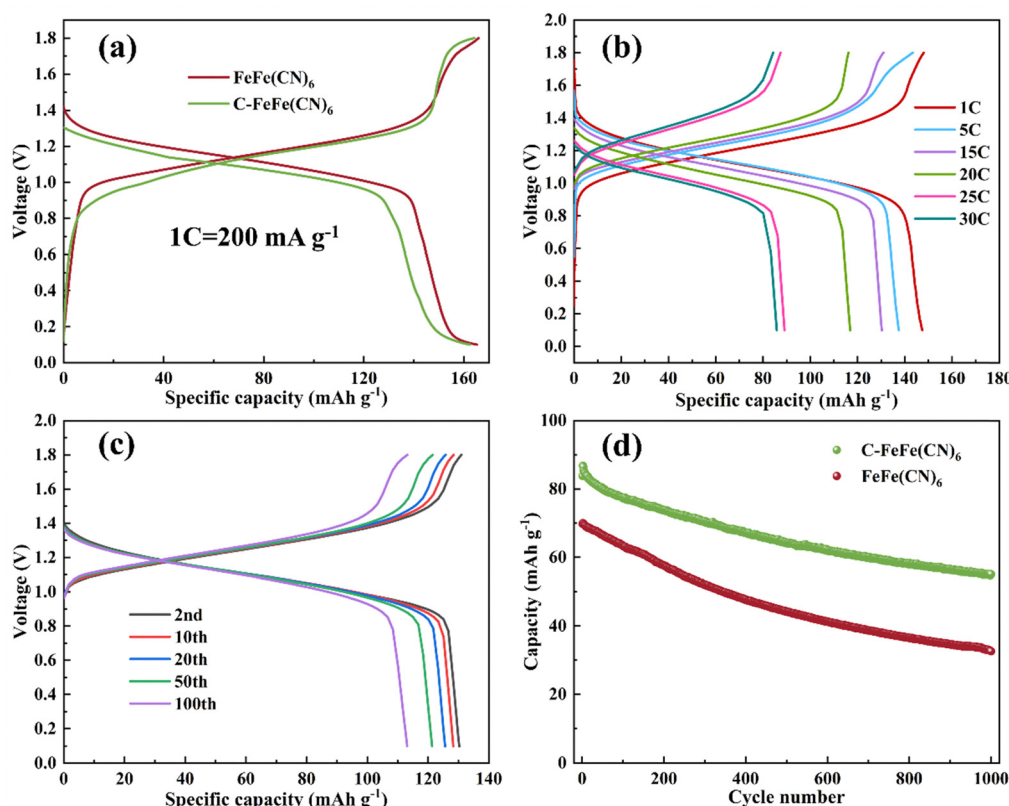 (a)
FeFe(CN)₆
C-FeFe(CN)₆
1C=200 mA g⁻¹
Voltage (V)
0.0
0.2
0.4
0.6
0.8
1.0
1.2
1.4
1.6
1.8
0
40
80
120
160
Specific capacity (mAh g⁻¹)
(b)
1C
5C
15C
20C
25C
30C
Voltage (V)
0.0
0.2
0.4
0.6
0.8
1.0
1.2
1.4
1.6
1.8
2.0
0
20
40
60
80
100
120
140
160
180
Specific capacity (mAh g⁻¹)
(c)
2nd
10th
20th
50th
100th
Voltage (V)
0.0
0.2
0.4
0.6
0.8
1.0
1.2
1.4
1.6
1.8
2.0
0
20
40
60
80
100
120
140
Specific capacity (mAh g⁻¹)
(d)
C-FeFe(CN)₆
FeFe(CN)₆
Capacity (mAh g⁻¹)
0
20
40
60
80
100
0
200
400
600
800
1000
Cycle number